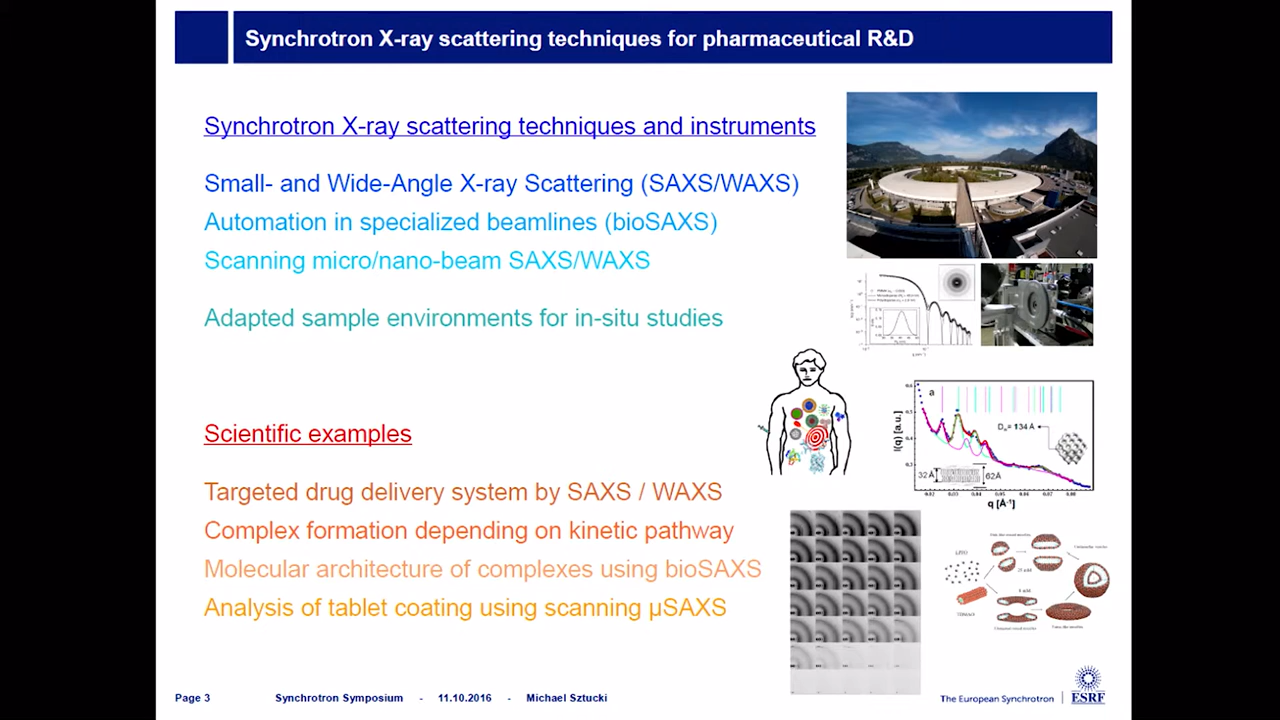 Synchrotron X-ray scattering techniques for pharmaceutical R&D
Synchrotron X-ray scattering techniques and instruments
Small- and Wide-Angle X-ray Scattering (SAXS/WAXS)
Automation in specialized beamlines (bioSAXS)
Scanning micro/nano-beam SAXS/WAXS
Adapted sample environments for in-situ studies
Scientific examples
Targeted drug delivery system by SAXS / WAXS
Complex formation depending on kinetic pathway
Molecular architecture of complexes using bioSAXS
Analysis of tablet coating using scanning µSAXS
a
I(q) [a.u.]
32Å
62Å
q [Å-1]
Page 3 Synchrotron Symposium - 11.10.2016 - Michael Sztucki
The European Synchrotron
ESRF